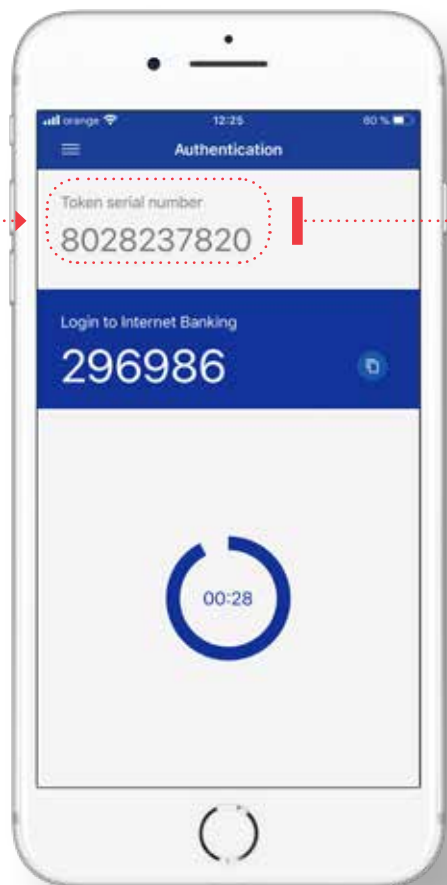 orange 12:25 80 %
Authentication
Token serial number
8028237820
Login to Internet Banking
296986
00:28